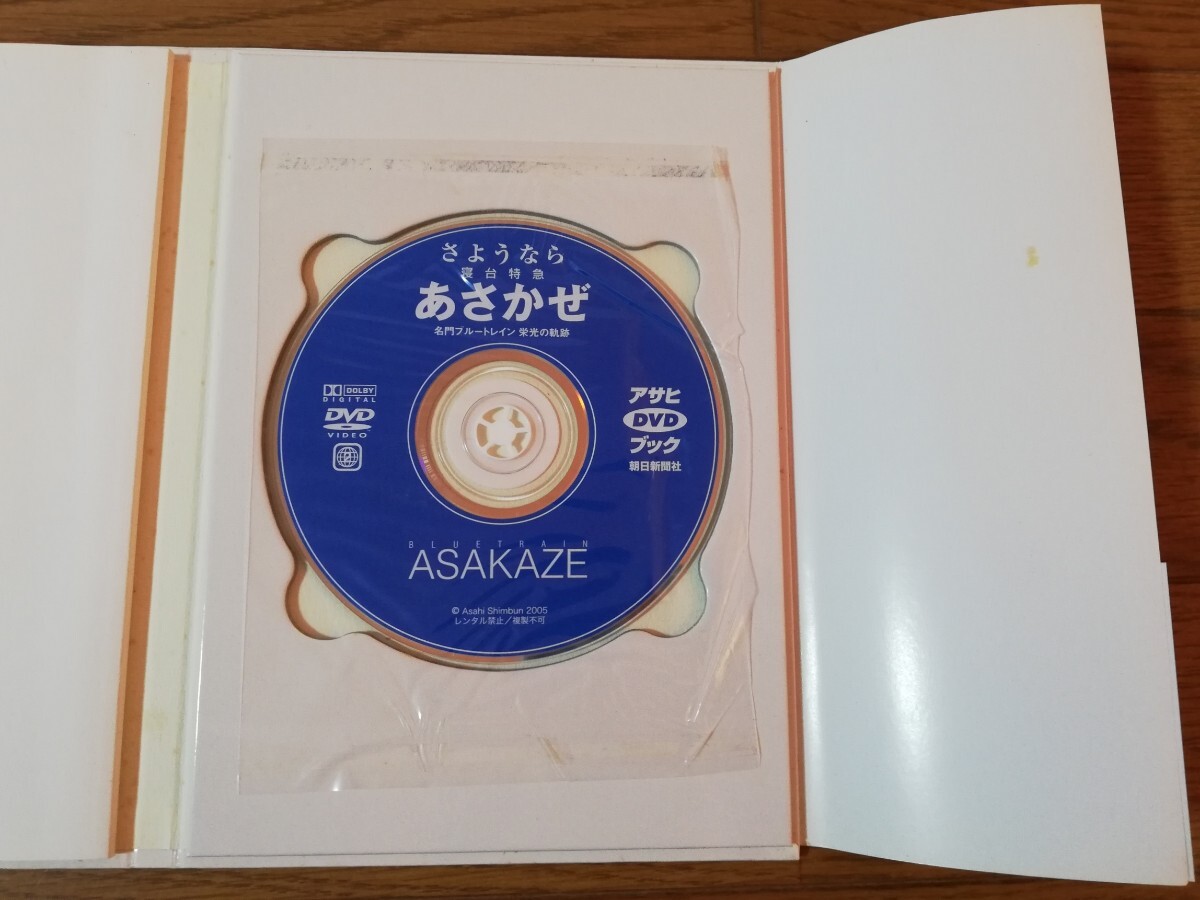 さようなら
寝台特急
あさかぜ
名門ブルートレイン 栄光の軌跡
DOLBY
DIGITAL
DVD
VIDEO
2
アサヒ
DVD
ブック
朝日新聞社
BLUETRAIN
ASAKAZE
© Asahi Shimbun 2005
レンタル禁止/複製不可